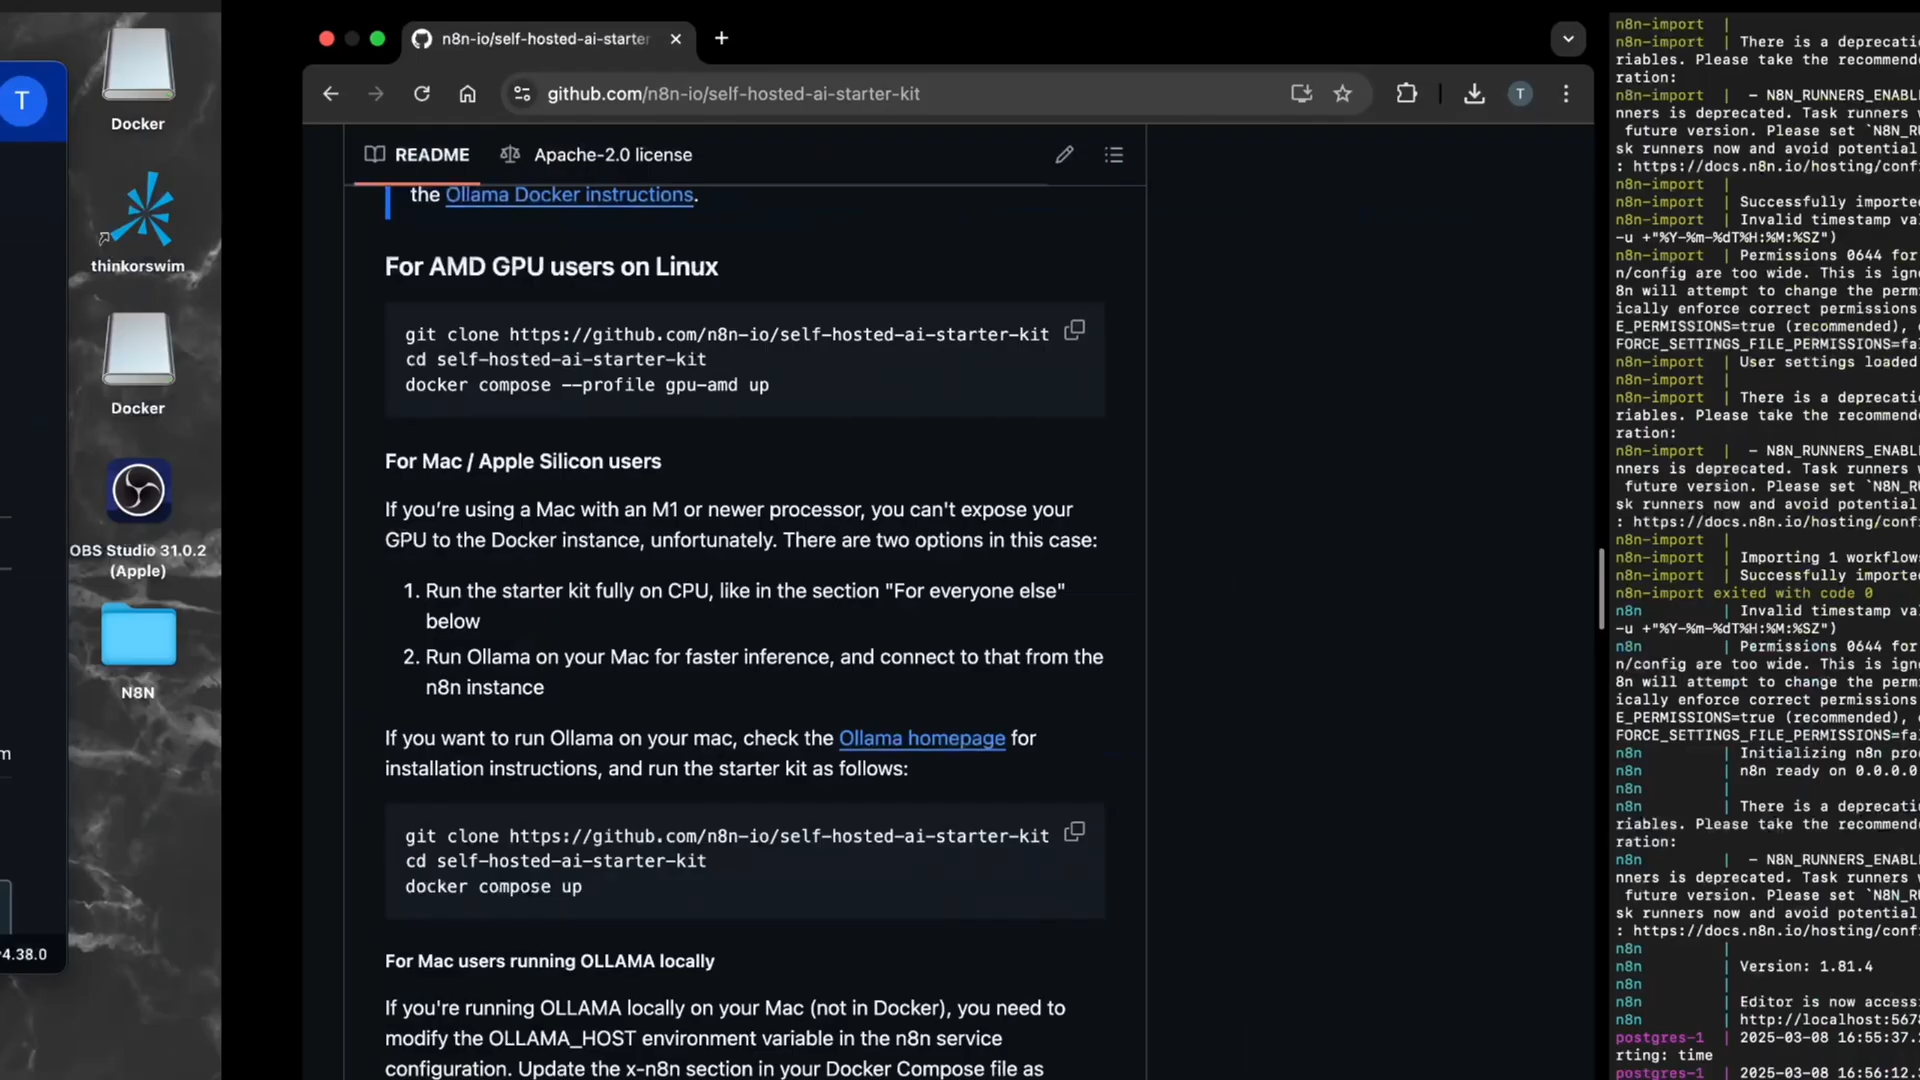 T
m
4.38.0
Docker
thinkorswim
Docker
OBS Studio 31.0.2
(Apple)
N8N
n8n-io/self-hosted-ai-starter
github.com/n8n-io/self-hosted-ai-starter-kit
T
README
Apache-2.0 license
the Ollama Docker instructions.
For AMD GPU users on Linux
git clone https://github.com/n8n-io/self-hosted-ai-starter-kit
cd self-hosted-ai-starter-kit
docker compose --profile gpu-amd up
For Mac / Apple Silicon users
If you're using a Mac with an M1 or newer processor, you can't expose your
GPU to the Docker instance, unfortunately. There are two options in this case:
1. Run the starter kit fully on CPU, like in the section "For everyone else"
below
2. Run Ollama on your Mac for faster inference, and connect to that from the
n8n instance
If you want to run Ollama on your mac, check the Ollama homepage for
installation instructions, and run the starter kit as follows:
git clone https://github.com/n8n-io/self-hosted-ai-starter-kit
cd self-hosted-ai-starter-kit
docker compose up
For Mac users running OLLAMA locally
If you're running OLLAMA locally on your Mac (not in Docker), you need to
modify the OLLAMA_HOST environment variable in the n8n service
configuration. Update the x-n8n section in your Docker Compose file as
n8n-import |
n8n-import | There is a deprecati
riables. Please take the recommend
ration:
n8n-import | - N8N_RUNNERS_ENABL
nners is deprecated. Task runners w
future version. Please set `N8N_R
sk runners now and avoid potential
: https://docs.n8n.io/hosting/conf
n8n-import |
n8n-import | Successfully imported
n8n-import | Invalid timestamp va
-u +"%Y-%m-%dT%H:%M:%SZ")
n8n-import | Permissions 0644 for
n/config are too wide. This is ign
8n will attempt to change the perm
ically enforce correct permissions
E_PERMISSIONS=true (recommended),
FORCE_SETTINGS_FILE_PERMISSIONS=fa
n8n-import | User settings loaded
n8n-import |
n8n-import | There is a deprecati
riables. Please take the recommend
ration:
n8n-import | - N8N_RUNNERS_ENABL
nners is deprecated. Task runners w
future version. Please set `N8N_R
sk runners now and avoid potential
: https://docs.n8n.io/hosting/conf
n8n-import |
n8n-import | Importing 1 workflows
n8n-import | Successfully imported
n8n-import exited with code 0
n8n | Invalid timestamp va
-u +"%Y-%m-%dT%H:%M:%SZ")
n8n | Permissions 0644 for
n/config are too wide. This is ign
8n will attempt to change the perm
ically enforce correct permissions
E_PERMISSIONS=true (recommended),
FORCE_SETTINGS_FILE_PERMISSIONS=fa
n8n | Initializing n8n pro
n8n | n8n ready on 0.0.0.0
n8n |
n8n | There is a deprecati
riables. Please take the recommend
ration:
n8n | - N8N_RUNNERS_ENABL
nners is deprecated. Task runners w
future version. Please set `N8N_R
sk runners now and avoid potential
: https://docs.n8n.io/hosting/conf
n8n |
n8n | Version: 1.81.4
n8n |
n8n | Editor is now access
n8n | http://localhost:567
postgres-1 | 2025-03-08 16:55:37.
rting: time
postgres-1 | 2025-03-08 16:56:12.